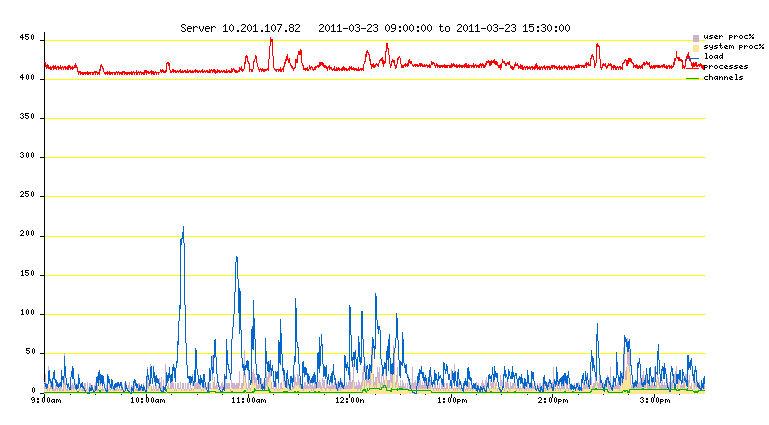 Server 10.201.107.82 2011-03-23 09:00:00 to 2011-03-23 15:30:00
user proc%
system proc%
load
processes
channels
450
400
350
300
250
200
150
100
50
0
9:00am 10:00am 11:00am 12:00pm 1:00pm 2:00pm 3:00pm